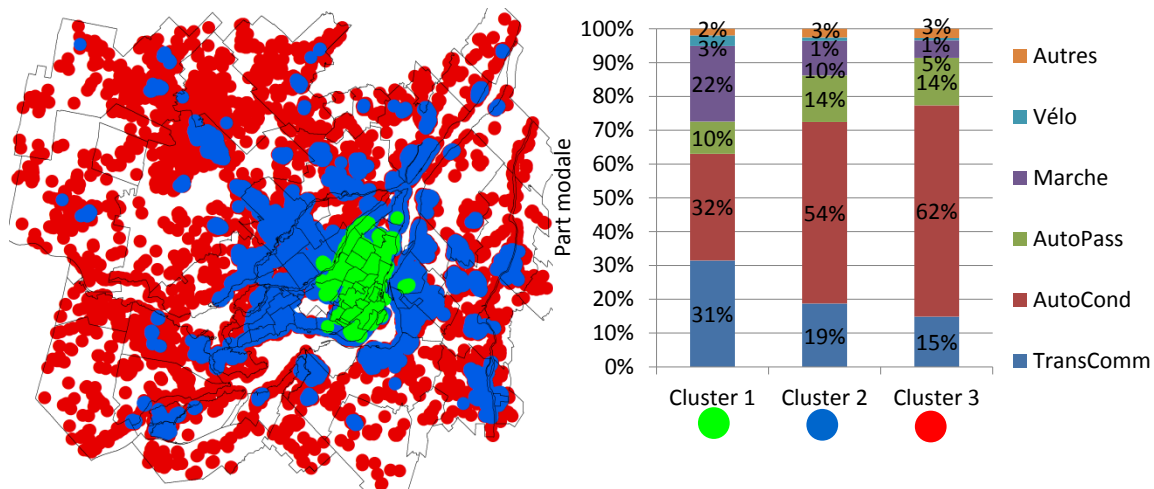 Part modale
100%
90%
80%
70%
60%
50%
40%
30%
20%
10%
0%
2%
3%
22%
10%
32%
31%
3%
1%
10%
14%
54%
19%
3%
1%
5%
14%
62%
15%
Cluster 1
Cluster 2
Cluster 3
Autres
Vélo
Marche
AutoPass
AutoCond
TransComm